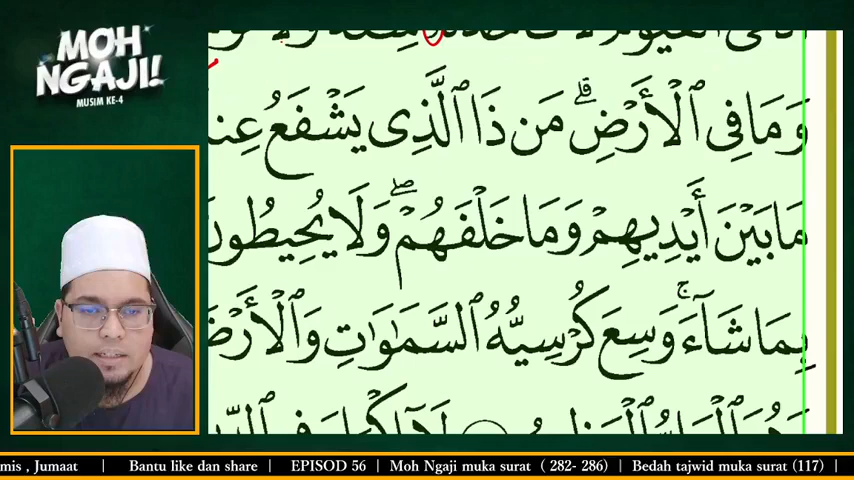 MOH
NGAJI!
MUSIM KE-4
وَمَا فِى ٱلْأَرْضِ ۗ مَن ذَا ٱلَّذِى يَشْفَعُ
مَا بَيْنَ أَيْدِيهِمْ وَمَا خَلْفَهُمْ ۖ وَلَا يُحِيطُونَ
بِمَا شَآءَ ۚ وَسِعَ كُرْسِيُّهُ ٱلسَّمَـٰوَٰتِ وَٱلْأَرْضَ
mis , Jumaat | Bantu like dan share | EPISOD 56 | Moh Ngaji muka surat ( 282- 286) | Bedah tajwid muka surat (117) |